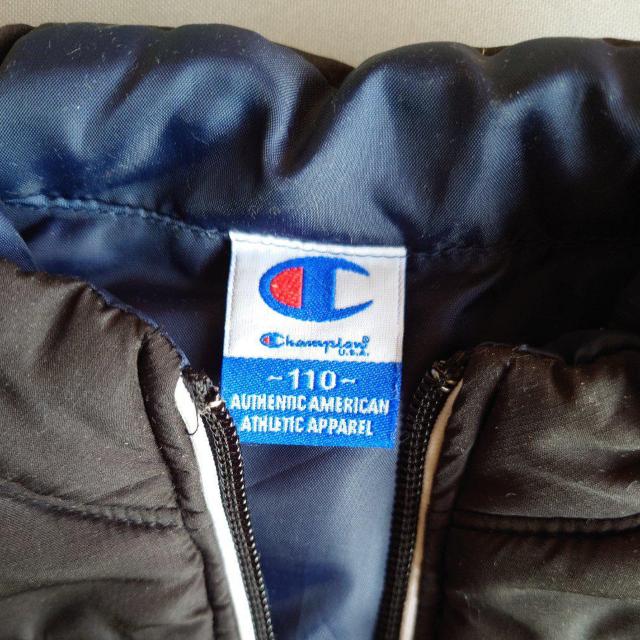 Champion
U.S.A.
~110~
AUTHENTIC AMERICAN
ATHLETIC APPAREL